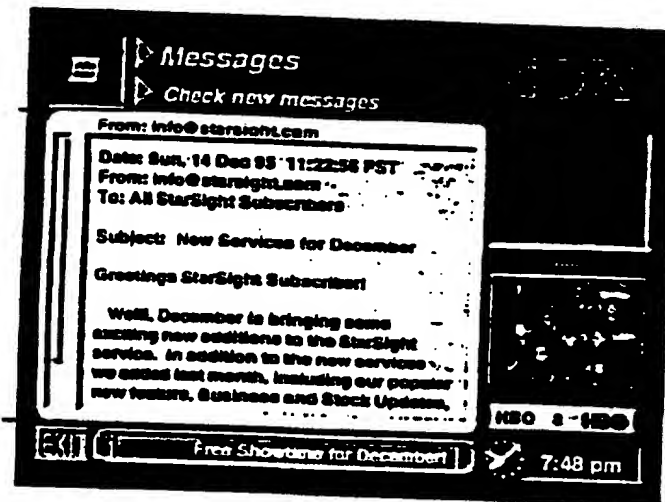 Messages
Check new messages
From: info@starsight.com
Date: Sun, 14 Dec 95 11:22:56 PST
From: info@starsight.com
To: All StarSight Subscribers
Subject: New Services for December
Greetings StarSight Subscriber!
Well, December is bringing some
exciting new additions to the StarSight
service. In addition to the new services
we added last month, including our popular
new feature, Business and Stock Updates,
HBO 8 HBO
EXIT
Free Showtime for December!
7:48 pm